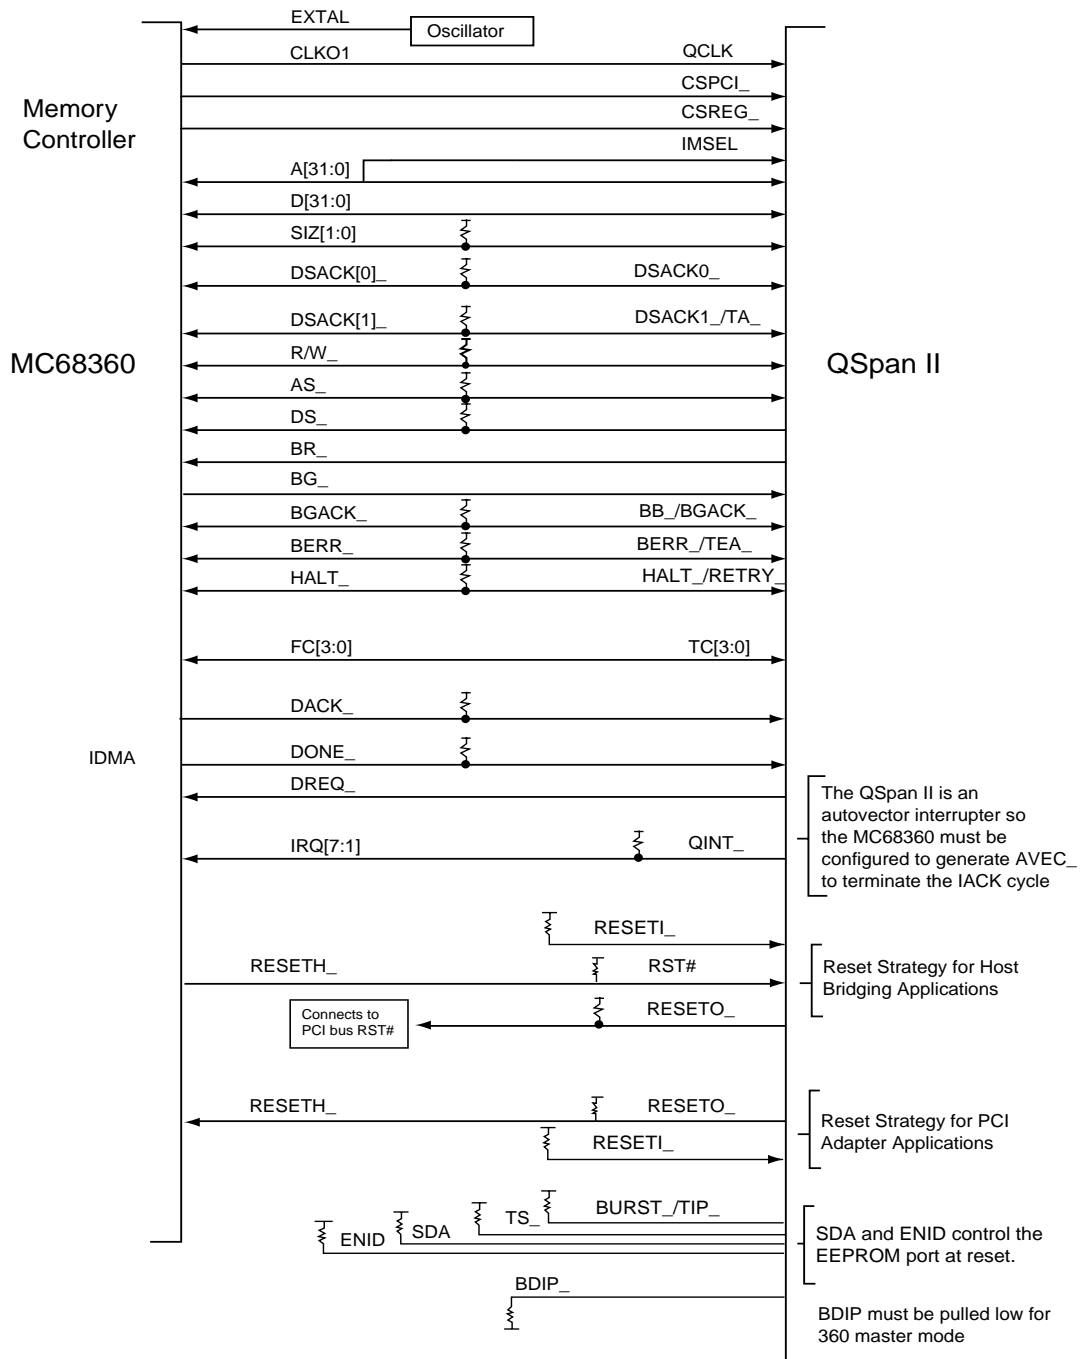 EXTAL
Oscillator
CLKO1 QCLK
CSPCI_
Memory
Controller
CSREG_
IMSEL
A[31:0]
D[31:0]
SIZ[1:0]
DSACK[0]_ DSACK0_
DSACK[1]_ DSACK1_/TA_
R/W_
MC68360
QSpan II
AS_
DS_
BR_
BG_
BGACK_ BB_/BGACK_
BERR_ BERR_/TEA_
HALT_ HALT_/RETRY_
FC[3:0] TC[3:0]
DACK_
IDMA
DONE_
DREQ_
The QSpan II is an
autovector interrupter so
the MC68360 must be
configured to generate AVEC_
to terminate the IACK cycle
IRQ[7:1] QINT_
RESETI_
RESETH_ RST#
Reset Strategy for Host
Bridging Applications
Connects to
PCI bus RST#
RESETO_
RESETH_ RESETO_
RESETI_
Reset Strategy for PCI
Adapter Applications
BURST_/TIP_
TS_
SDA
ENID
SDA and ENID control the
EEPROM port at reset.
BDIP_
BDIP must be pulled low for
360 master mode